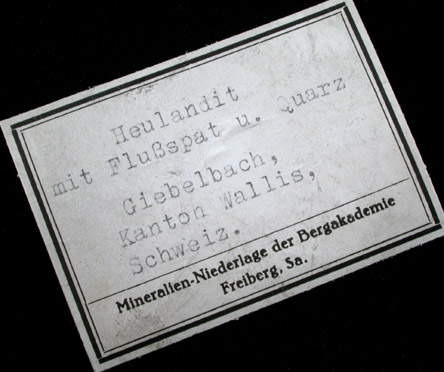 Heulandit
mit Flußspat u. Quarz
Giebelbach,
Kanton Wallis,
Schweiz.
Mineralien-Niederlage der Bergakademie
Freiberg, Sa.